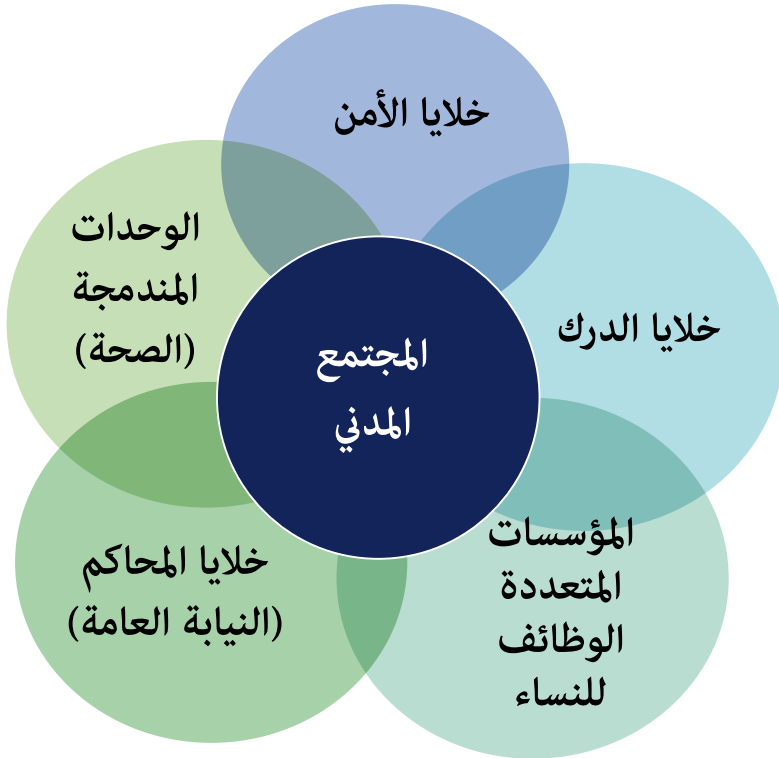 خلايا الأمن
الوحدات
المندمجة
(الصحة)
خلايا الدرك
المجتمع
المدني
المؤسسات
المتعددة
الوظائف
للنساء
خلايا المحاكم
(النيابة العامة)